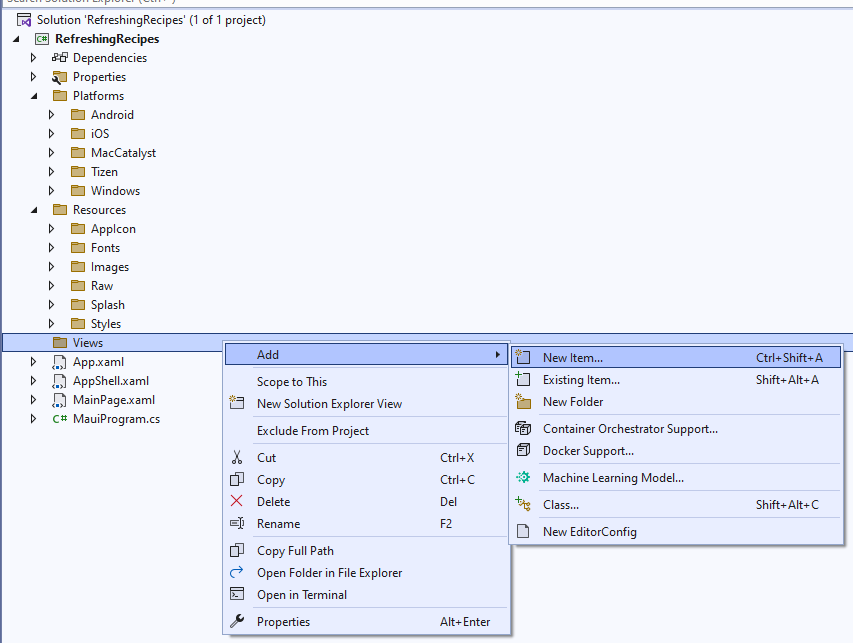 Search Solution Explorer (Ctrl+')
Solution 'RefreshingRecipes' (1 of 1 project)
C# RefreshingRecipes
Dependencies
Properties
Platforms
Android
iOS
MacCatalyst
Tizen
Windows
Resources
AppIcon
Fonts
Images
Raw
Splash
Styles
Views
App.xaml
AppShell.xaml
MainPage.xaml
C# MauiProgram.cs
Add
Scope to This
New Solution Explorer View
Exclude From Project
Cut Ctrl+X
Copy Ctrl+C
Delete Del
Rename F2
Copy Full Path
Open Folder in File Explorer
Open in Terminal
Properties Alt+Enter
New Item... Ctrl+Shift+A
Existing Item... Shift+Alt+A
New Folder
Container Orchestrator Support...
Docker Support...
Machine Learning Model...
Class... Shift+Alt+C
New EditorConfig